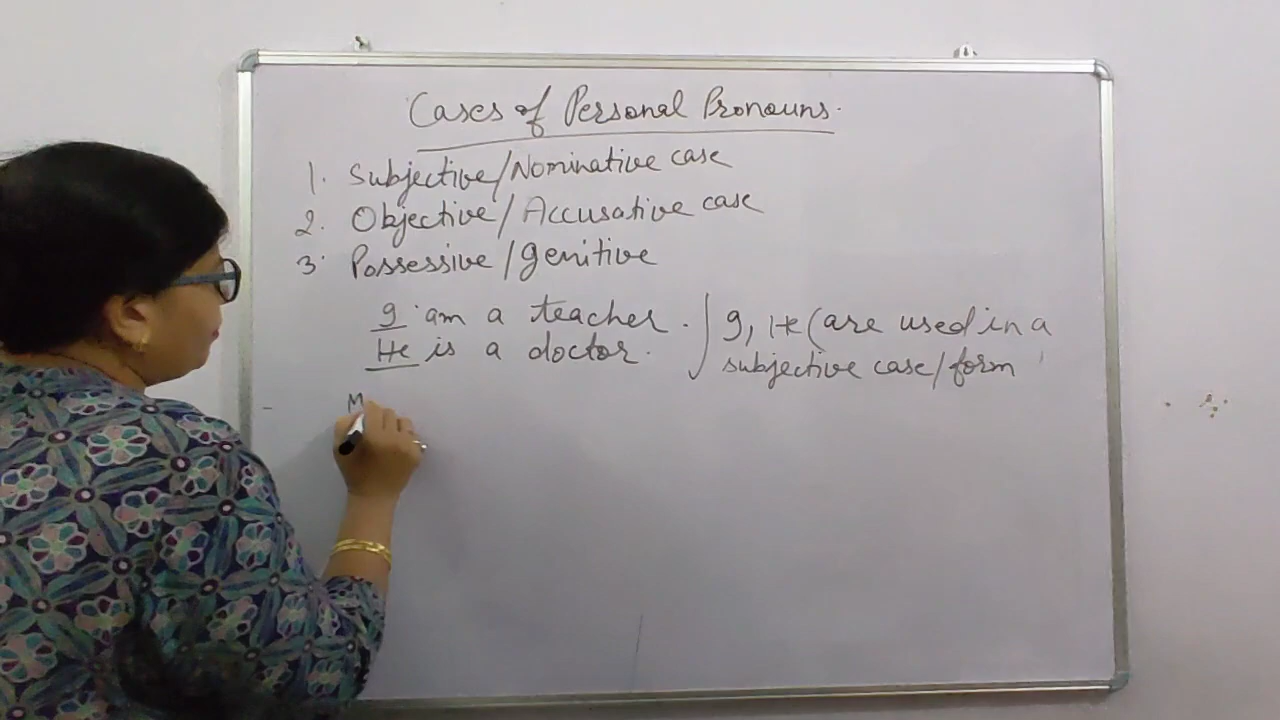 Cases of Personal Pronouns.
1. Subjective/Nominative case
2. Objective/Accusative case
3. Possessive/genitive
I am a teacher.
He is a doctor.
I, He (are used in a
subjective case/form
M